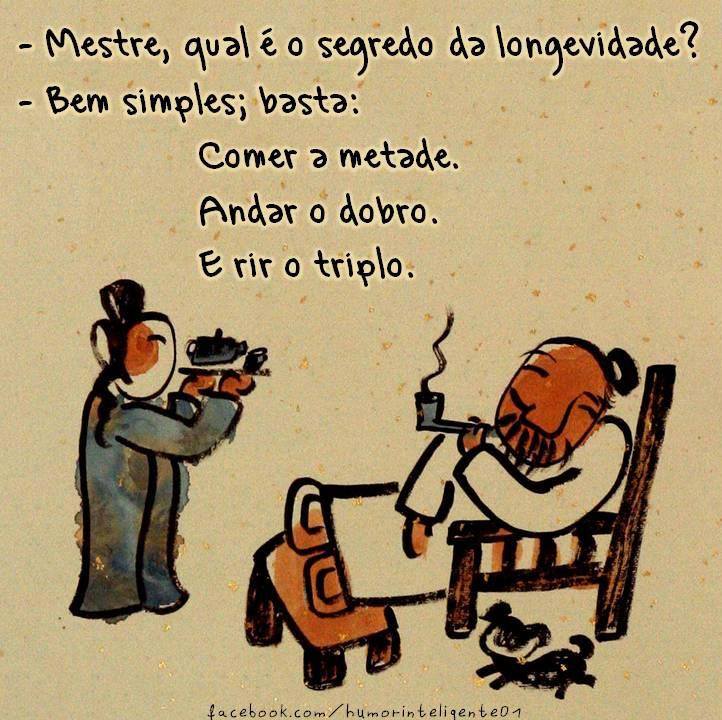 - Mestre, qual é o segredo da longevidade?
- Bem simples; basta:
Comer a metade.
Andar o dobro.
E rir o triplo.
facebook.com/humorinteligente01